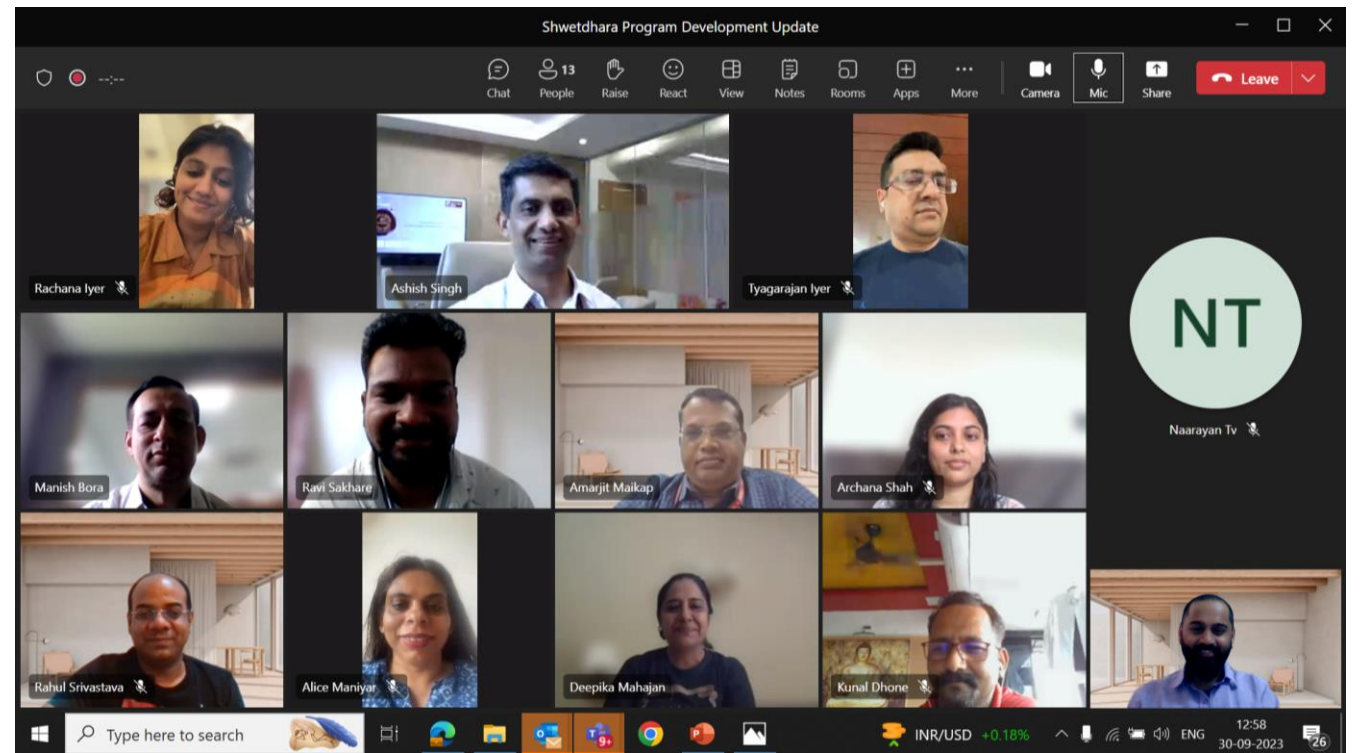 Shwetdhara Program Development Update
--:--
Chat
13
People
Raise
React
View
Notes
Rooms
Apps
More
Camera
Mic
Share
Leave
Rachana Iyer
Ashish Singh
Tyagarajan Iyer
NT
Naarayan Tv
Manish Bora
Ravi Sakhare
Amarjit Maikap
Archana Shah
Rahul Srivastava
Alice Maniyar
Deepika Mahajan
Kunal Dhone
Type here to search
9+
INR/USD +0.18%
ENG
12:58
30-09-2023
26